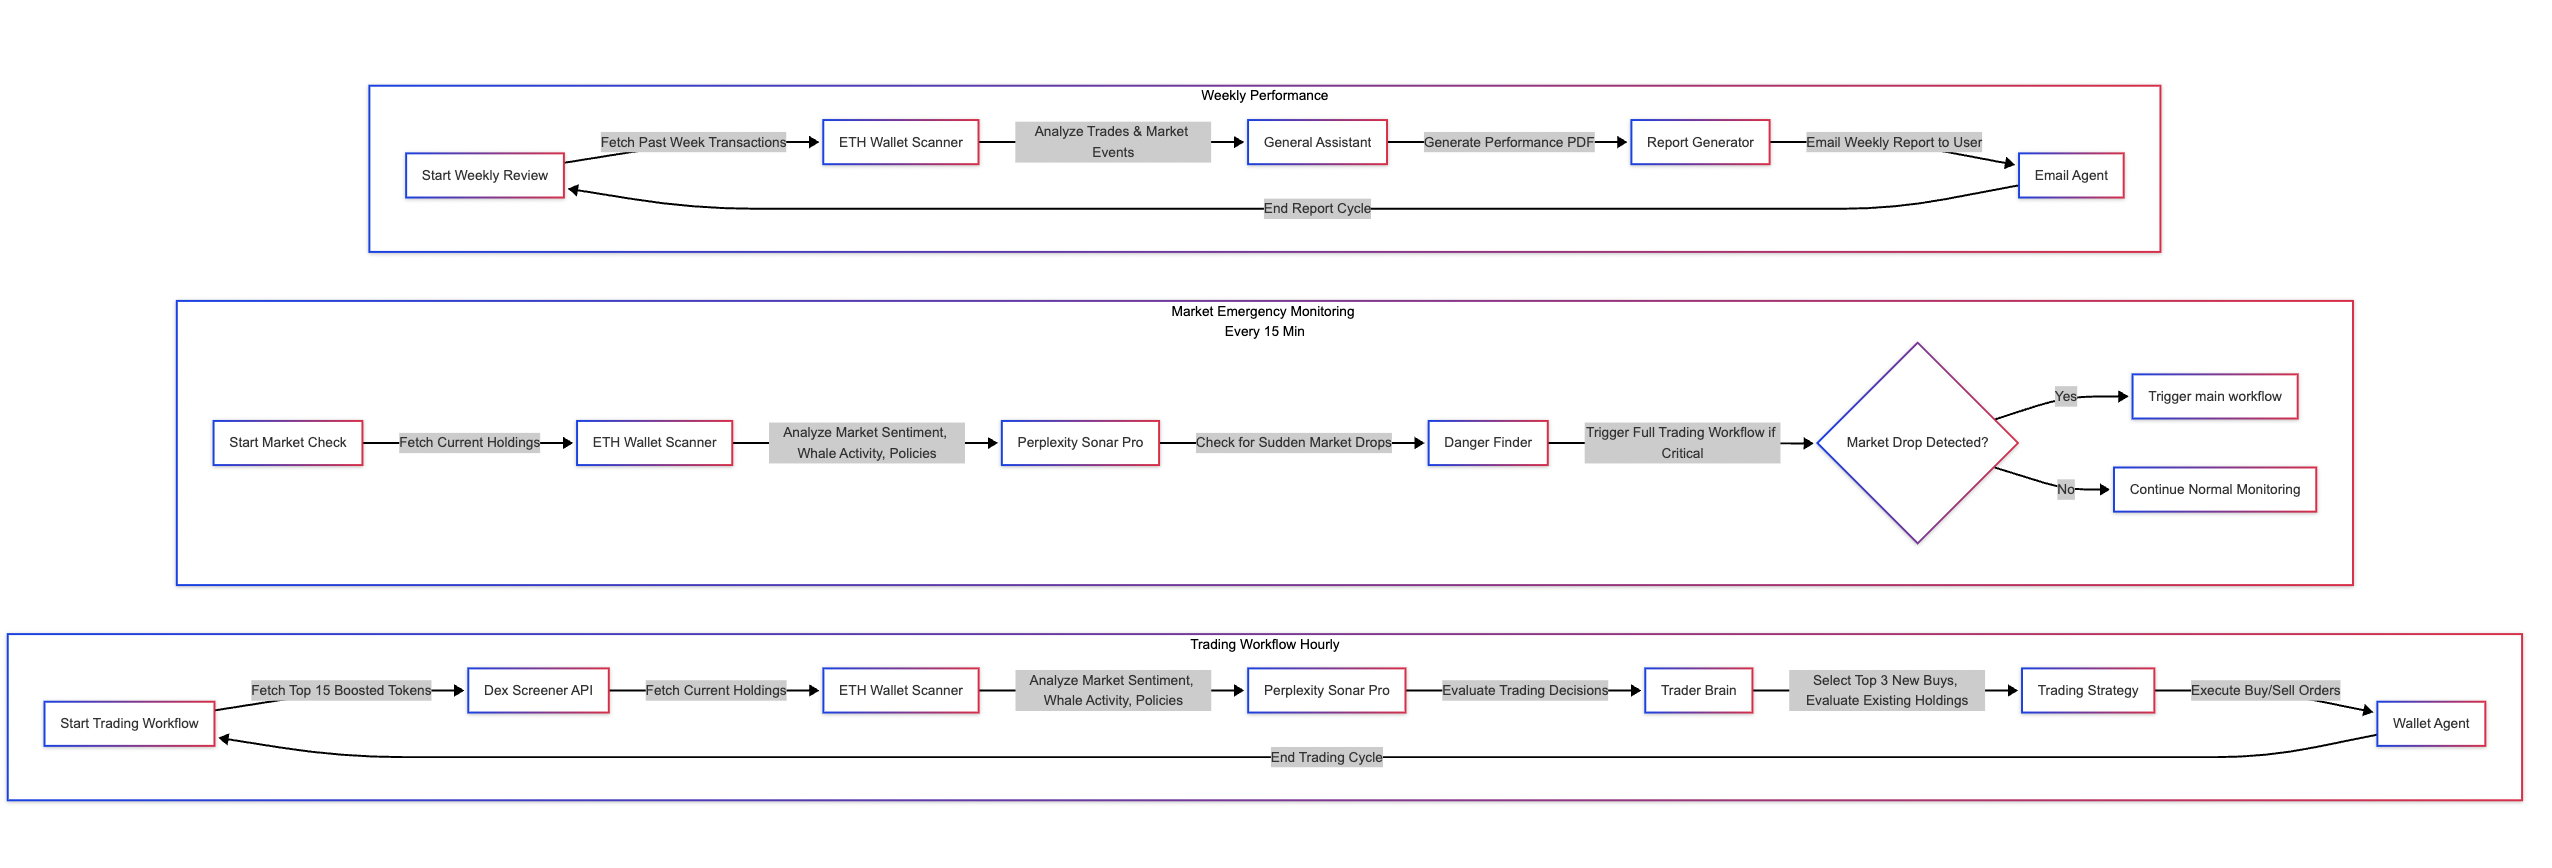 Weekly Performance
Start Weekly Review
Fetch Past Week Transactions
ETH Wallet Scanner
Analyze Trades & Market
Events
General Assistant
Generate Performance PDF
Report Generator
Email Weekly Report to User
Email Agent
End Report Cycle
Market Emergency Monitoring
Every 15 Min
Start Market Check
Fetch Current Holdings
ETH Wallet Scanner
Analyze Market Sentiment,
Whale Activity, Policies
Perplexity Sonar Pro
Check for Sudden Market Drops
Danger Finder
Trigger Full Trading Workflow if
Critical
Market Drop Detected?
Yes
Trigger main workflow
No
Continue Normal Monitoring
Trading Workflow Hourly
Start Trading Workflow
Fetch Top 15 Boosted Tokens
Dex Screener API
Fetch Current Holdings
ETH Wallet Scanner
Analyze Market Sentiment,
Whale Activity, Policies
Perplexity Sonar Pro
Evaluate Trading Decisions
Trader Brain
Select Top 3 New Buys,
Evaluate Existing Holdings
Trading Strategy
Execute Buy/Sell Orders
Wallet Agent
End Trading Cycle